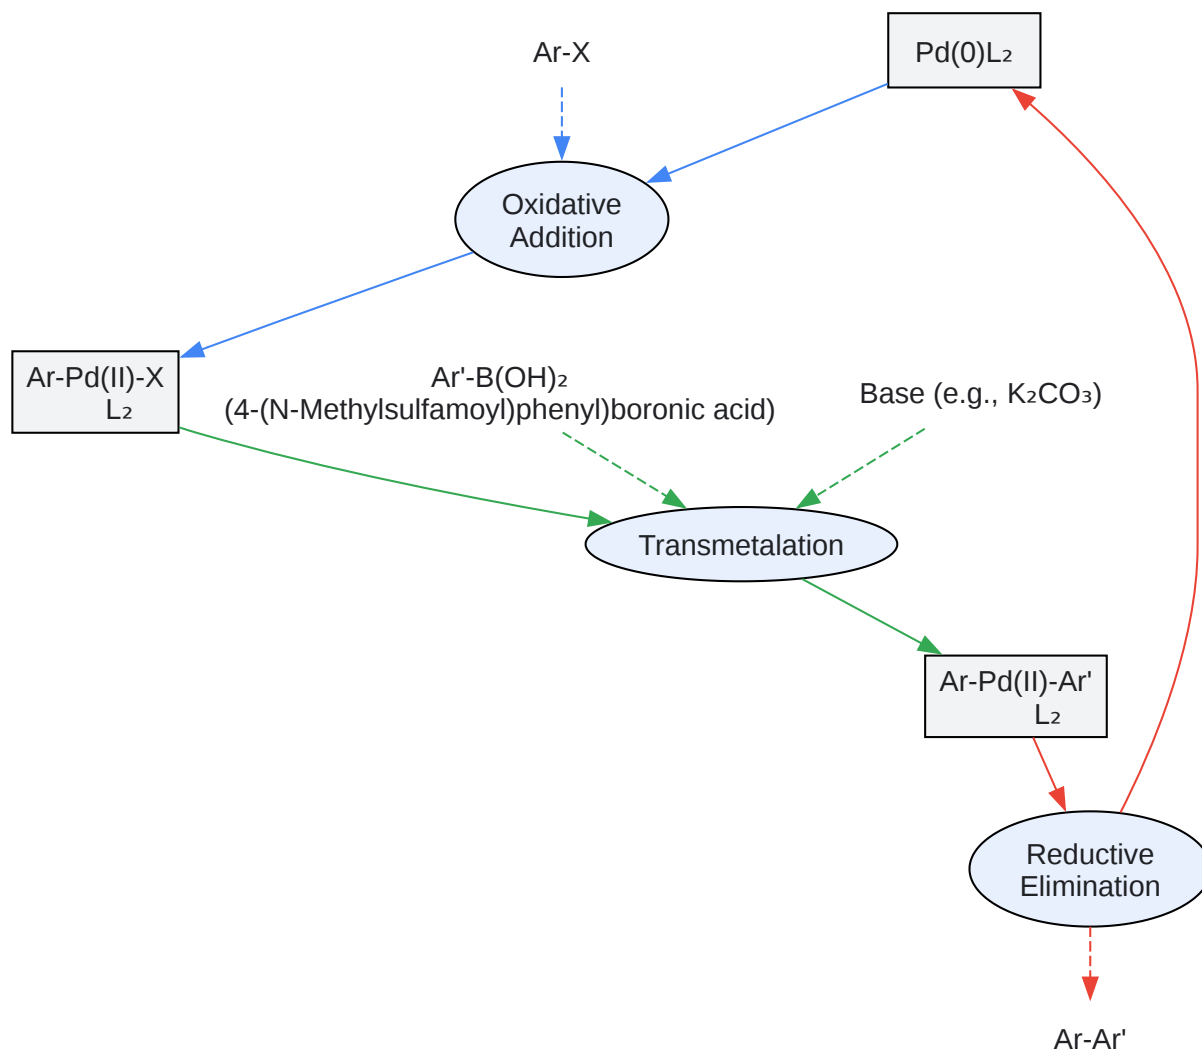 Ar-X
Pd(0)L₂
Oxidative
Addition
Ar-Pd(II)-X
L₂
Ar'-B(OH)₂
(4-(N-Methylsulfamoyl)phenyl)boronic acid)
Base (e.g., K₂CO₃)
Transmetalation
Ar-Pd(II)-Ar'
L₂
Reductive
Elimination
Ar-Ar'